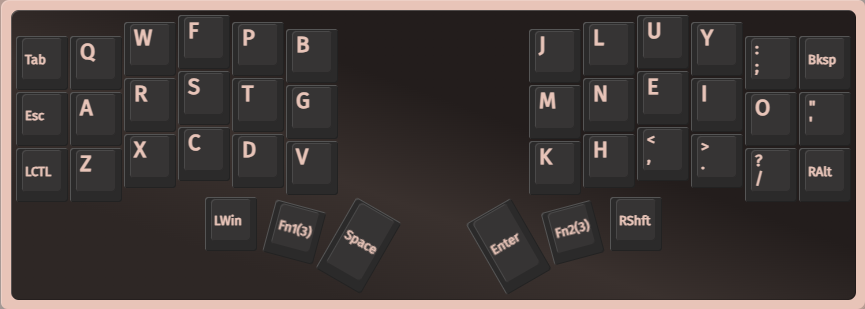 Tab Q W F P B J L U Y : ; Bksp
Esc A R S T G M N E I O " '
LCTL Z X C D V K H < , > . ? / RAlt
LWin Fn1(3) Space Enter Fn2(3) RShft